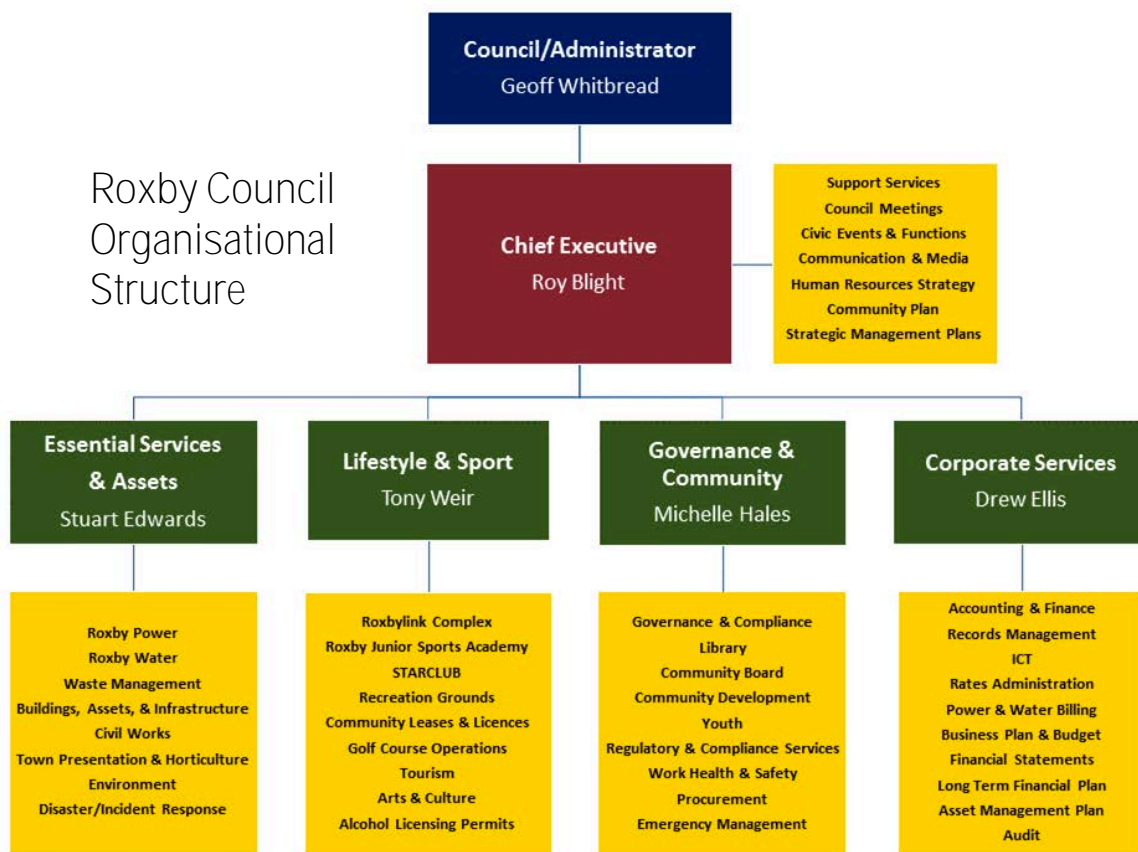 Council/Administrator
Geoff Whitbread
Roxby Council
Organisational
Structure
Chief Executive
Roy Blight
Support Services
Council Meetings
Civic Events & Functions
Communication & Media
Human Resources Strategy
Community Plan
Strategic Management Plans
Essential Services
& Assets
Stuart Edwards
Lifestyle & Sport
Tony Weir
Governance &
Community
Michelle Hales
Corporate Services
Drew Ellis
Roxby Power
Roxby Water
Waste Management
Buildings, Assets, & Infrastructure
Civil Works
Town Presentation & Horticulture
Environment
Disaster/Incident Response
Roxbylink Complex
Roxby Junior Sports Academy
STARCLUB
Recreation Grounds
Community Leases & Licences
Golf Course Operations
Tourism
Arts & Culture
Alcohol Licensing Permits
Governance & Compliance
Library
Community Board
Community Development
Youth
Regulatory & Compliance Services
Work Health & Safety
Procurement
Emergency Management
Accounting & Finance
Records Management
ICT
Rates Administration
Power & Water Billing
Business Plan & Budget
Financial Statements
Long Term Financial Plan
Asset Management Plan
Audit